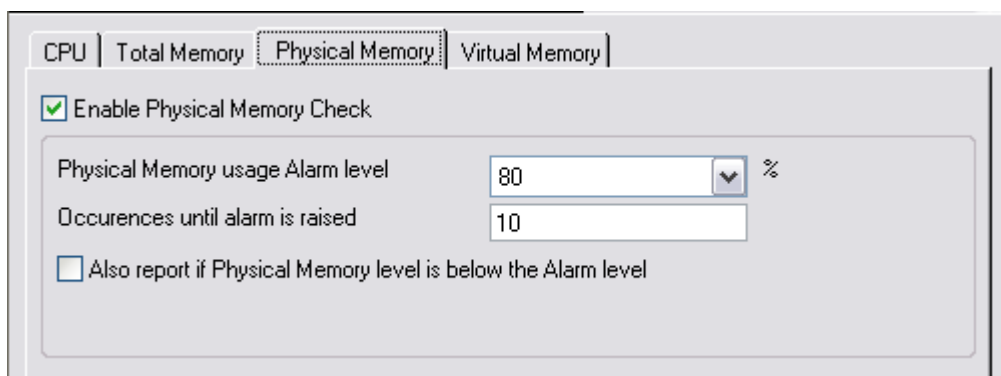 CPU Total Memory Physical Memory Virtual Memory
Enable Physical Memory Check
Physical Memory usage Alarm level 80 %
Occurences until alarm is raised 10
Also report if Physical Memory level is below the Alarm level